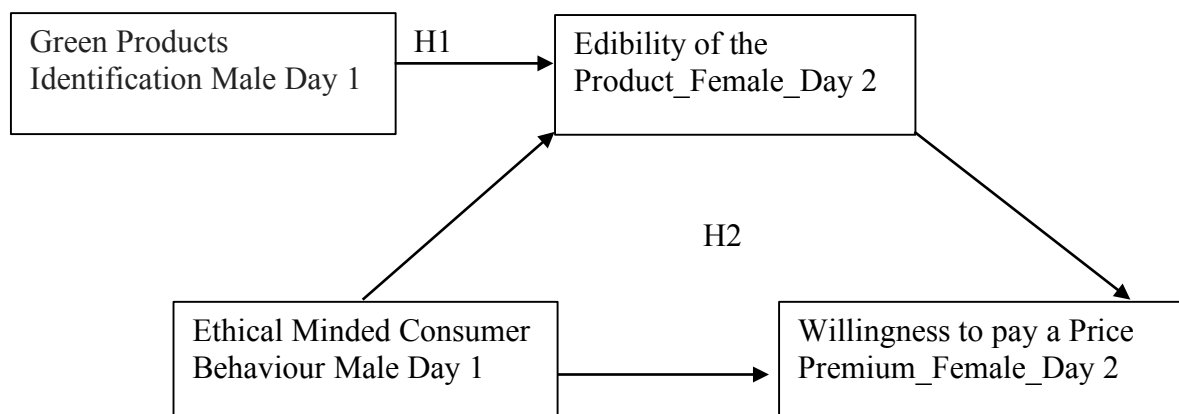 Green Products
Identification Male Day 1
H1
Edibility of the
Product_Female_Day 2
H2
Ethical Minded Consumer
Behaviour Male Day 1
Willingness to pay a Price
Premium_Female_Day 2